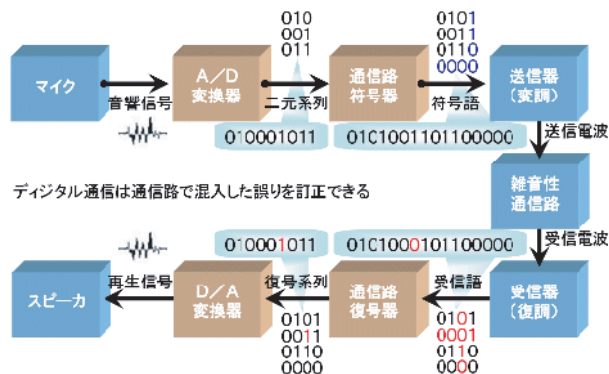 010
001
011
0101
0011
0110
0000
マイク
音響信号
A/D
変換器
二元系列
通信路
符号器
符号語
送信器
(変調)
010001011
0101001101100000
送信電波
ディジタル通信は通信路で混入した誤りを訂正できる
雑音性
通信路
010001011
0101000101100000
受信電波
スピーカ
再生信号
D/A
変換器
復号系列
通信路
復号器
受信語
受信器
(復調)
0101
0011
0110
0000
0101
0001
0110
0000